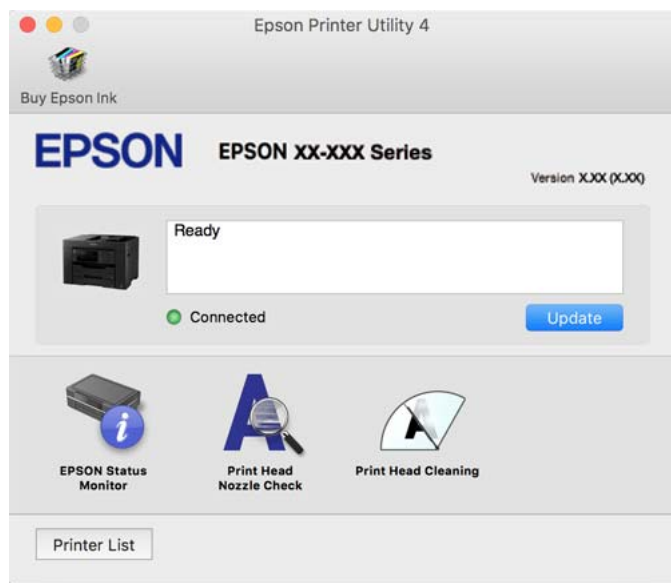 Epson Printer Utility 4
Buy Epson Ink
EPSON
EPSON XX-XXX Series
Version X.XX (X.XX)
Ready
Connected
Update
EPSON Status
Monitor
Print Head
Nozzle Check
Print Head Cleaning
Printer List